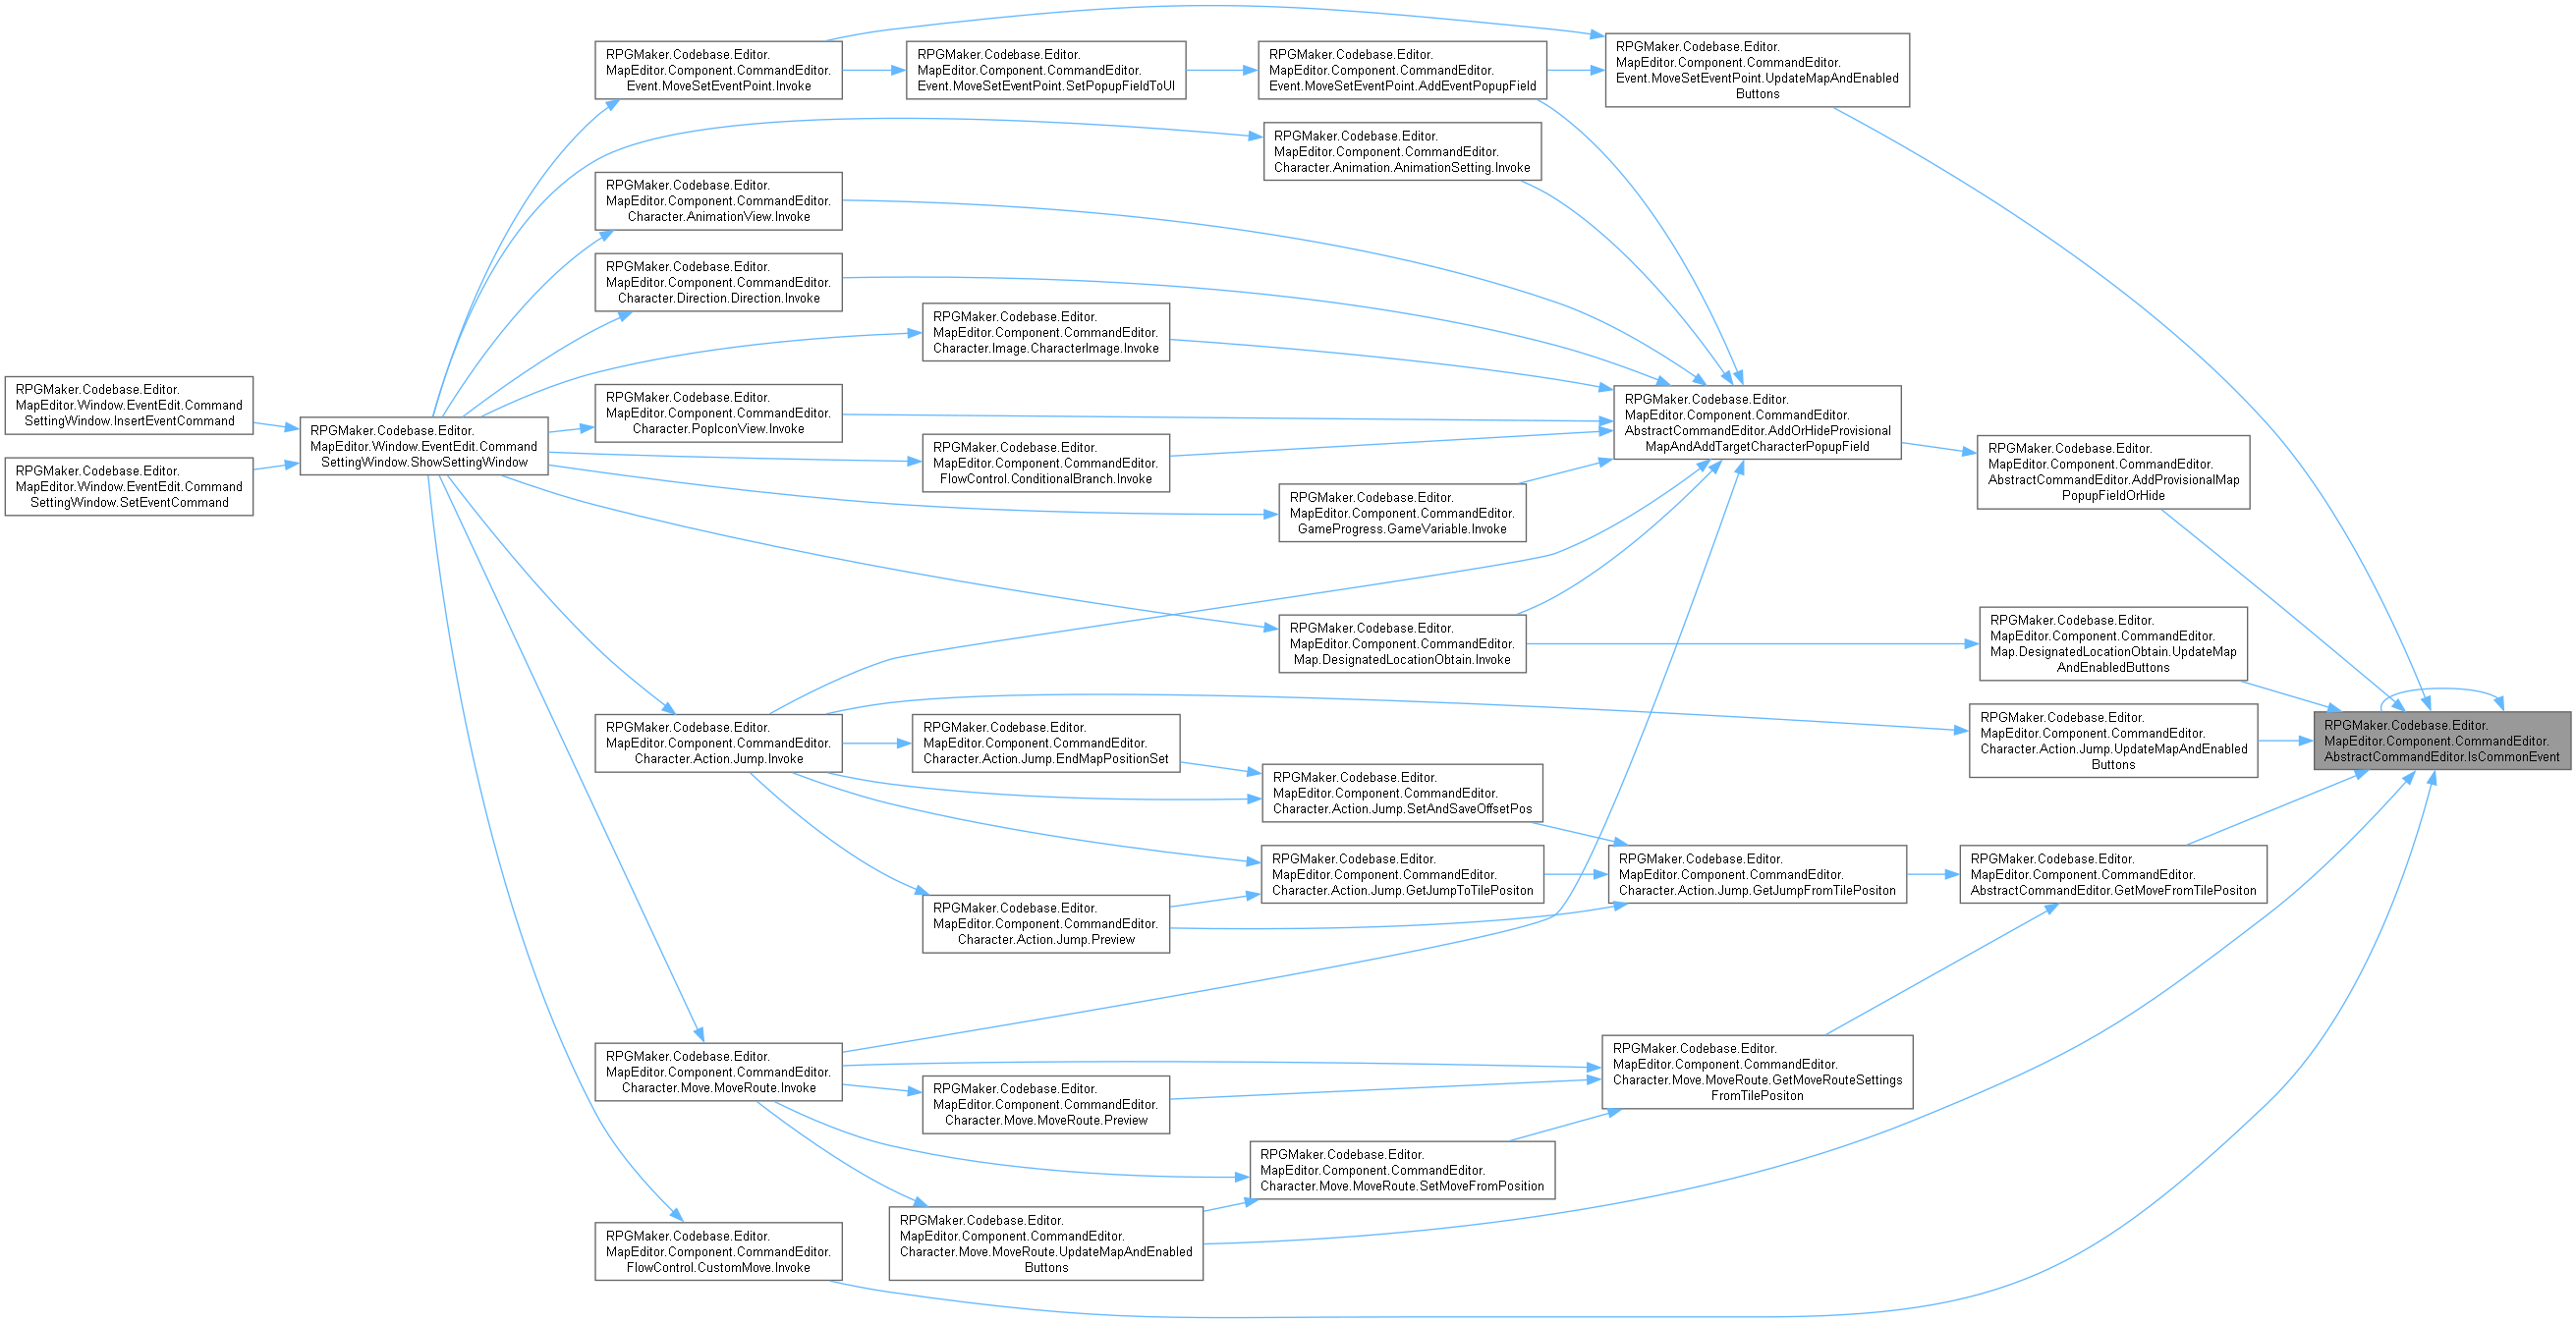 RPGMaker.Codebase.Editor.
MapEditor.Window.EventEdit.Command
SettingWindow.InsertEventCommand
RPGMaker.Codebase.Editor.
MapEditor.Window.EventEdit.Command
SettingWindow.SetEventCommand
RPGMaker.Codebase.Editor.
MapEditor.Window.EventEdit.Command
SettingWindow.ShowSettingWindow
RPGMaker.Codebase.Editor.
MapEditor.Component.CommandEditor.
Event.MoveSetEventPoint.Invoke
RPGMaker.Codebase.Editor.
MapEditor.Component.CommandEditor.
Character.AnimationView.Invoke
RPGMaker.Codebase.Editor.
MapEditor.Component.CommandEditor.
Character.Direction.Direction.Invoke
RPGMaker.Codebase.Editor.
MapEditor.Component.CommandEditor.
Character.PopIconView.Invoke
RPGMaker.Codebase.Editor.
MapEditor.Component.CommandEditor.
Character.Action.Jump.Invoke
RPGMaker.Codebase.Editor.
MapEditor.Component.CommandEditor.
Character.Move.MoveRoute.Invoke
RPGMaker.Codebase.Editor.
MapEditor.Component.CommandEditor.
FlowControl.CustomMove.Invoke
RPGMaker.Codebase.Editor.
MapEditor.Component.CommandEditor.
Event.MoveSetEventPoint.SetPopupFieldToUI
RPGMaker.Codebase.Editor.
MapEditor.Component.CommandEditor.
Character.Image.CharacterImage.Invoke
RPGMaker.Codebase.Editor.
MapEditor.Component.CommandEditor.
FlowControl.ConditionalBranch.Invoke
RPGMaker.Codebase.Editor.
MapEditor.Component.CommandEditor.
Character.Action.Jump.EndMapPositionSet
RPGMaker.Codebase.Editor.
MapEditor.Component.CommandEditor.
Character.Action.Jump.Preview
RPGMaker.Codebase.Editor.
MapEditor.Component.CommandEditor.
Character.Move.MoveRoute.Preview
RPGMaker.Codebase.Editor.
MapEditor.Component.CommandEditor.
Character.Move.MoveRoute.UpdateMapAndEnabled
Buttons
RPGMaker.Codebase.Editor.
MapEditor.Component.CommandEditor.
Event.MoveSetEventPoint.AddEventPopupField
RPGMaker.Codebase.Editor.
MapEditor.Component.CommandEditor.
Character.Animation.AnimationSetting.Invoke
RPGMaker.Codebase.Editor.
MapEditor.Component.CommandEditor.
GameProgress.GameVariable.Invoke
RPGMaker.Codebase.Editor.
MapEditor.Component.CommandEditor.
Map.DesignatedLocationObtain.Invoke
RPGMaker.Codebase.Editor.
MapEditor.Component.CommandEditor.
Character.Action.Jump.SetAndSaveOffsetPos
RPGMaker.Codebase.Editor.
MapEditor.Component.CommandEditor.
Character.Action.Jump.GetJumpToTilePositon
RPGMaker.Codebase.Editor.
MapEditor.Component.CommandEditor.
Character.Move.MoveRoute.SetMoveFromPosition
RPGMaker.Codebase.Editor.
MapEditor.Component.CommandEditor.
Event.MoveSetEventPoint.UpdateMapAndEnabled
Buttons
RPGMaker.Codebase.Editor.
MapEditor.Component.CommandEditor.
AbstractCommandEditor.AddOrHideProvisional
MapAndAddTargetCharacterPopupField
RPGMaker.Codebase.Editor.
MapEditor.Component.CommandEditor.
Character.Action.Jump.GetJumpFromTilePositon
RPGMaker.Codebase.Editor.
MapEditor.Component.CommandEditor.
Character.Move.MoveRoute.GetMoveRouteSettings
FromTilePositon
RPGMaker.Codebase.Editor.
MapEditor.Component.CommandEditor.
AbstractCommandEditor.AddProvisionalMap
PopupFieldOrHide
RPGMaker.Codebase.Editor.
MapEditor.Component.CommandEditor.
Map.DesignatedLocationObtain.UpdateMap
AndEnabledButtons
RPGMaker.Codebase.Editor.
MapEditor.Component.CommandEditor.
Character.Action.Jump.UpdateMapAndEnabled
Buttons
RPGMaker.Codebase.Editor.
MapEditor.Component.CommandEditor.
AbstractCommandEditor.GetMoveFromTilePositon
RPGMaker.Codebase.Editor.
MapEditor.Component.CommandEditor.
AbstractCommandEditor.IsCommonEvent